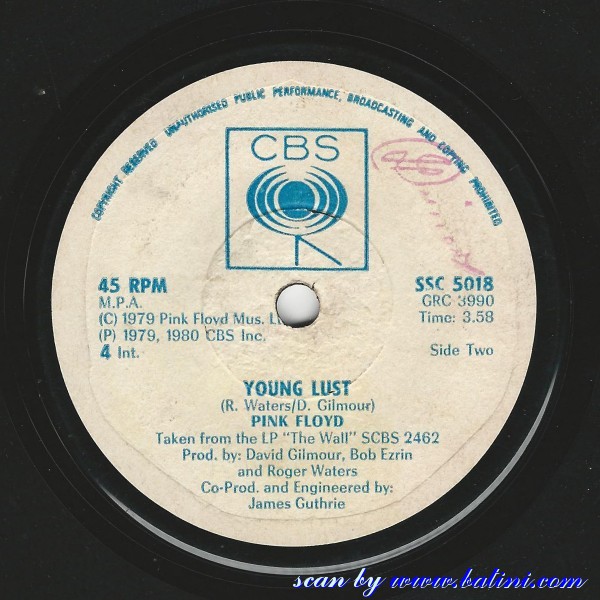 COPYRIGHT RESERVED UNAUTHORISED PUBLIC PERFORMANCE, BROADCASTING AND COPYING PROHIBITED
CBS
46
45 RPM
M.P.A.
(C) 1979 Pink Floyd Mus.
(P) 1979, 1980 CBS Inc.
4 Int.
SSC 5018
GRC 3990
Time: 3.58
Side Two
YOUNG LUST
(R. Waters/D. Gilmour)
PINK FLOYD
Taken from the LP "The Wall" SCBS 2462
Prod. by: David Gilmour, Bob Ezrin
and Roger Waters
Co-Prod. and Engineered by:
James Guthrie
scan by www.batini.com